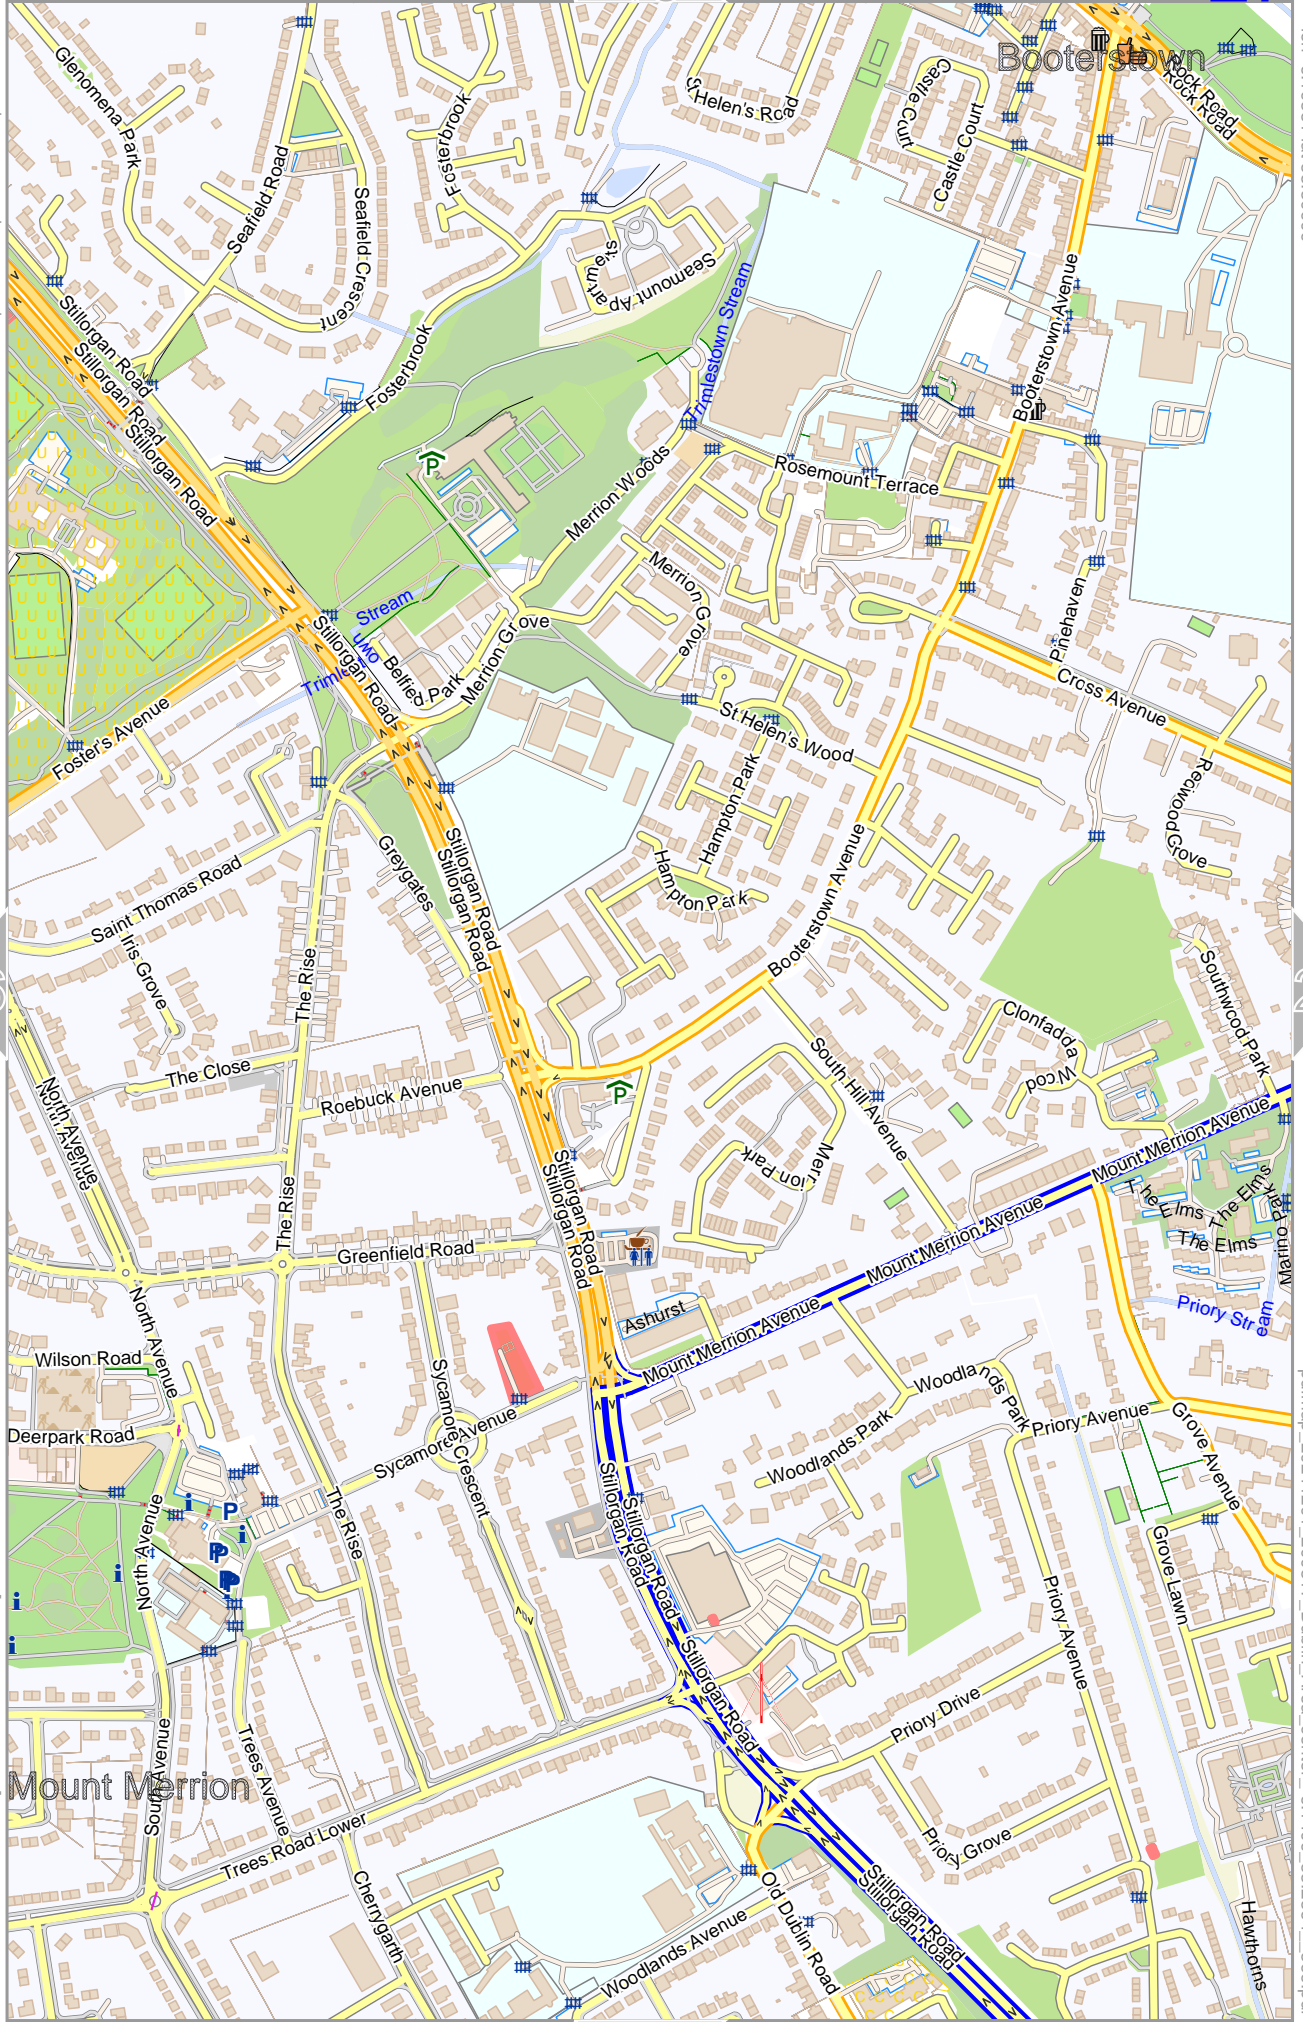 Booterstown
Rock Road
Rock Road
Glenomena Park
Fosterbrook
S Helen's Road
Castle Court
Castle Court
Seafield Road
Seafield Crescent
Seamount Apartments
Trimlestown Stream
Booterstown Avenue
Stillorgan Road
Stillorgan Road
Stillorgan Road
Fosterbrook
P
Merrion Woods
Rosemount Terrace
Merrion Grove
Pinehaven
Stream
own
Trimles
Stillorgan Road
Belfield Park
Merrion Grove
Cross Avenue
St Helen's Wood
Foster's Avenue
Hampton Park
Redwood Grove
Greygates
Stillorgan Road
Stillorgan Road
Hampton Park
Booterstown Avenue
Saint Thomas Road
Iris Grove
The Rise
Southwood Park
Clonfadda Wood
South Hill Avenue
The Close
Roebuck Avenue
P
North Avenue
North Avenue
Merrion Park
Mount Merrion Avenue
The Elms
The Elms
The Elms
Marino Park
The Rise
Stillorgan Road
Stillorgan Road
Greenfield Road
Mount Merrion Avenue
Priory Stream
North Avenue
Ashurst
Mount Merrion Avenue
Wilson Road
Sycamore Crescent
Woodlands Park
Deerpark Road
Sycamore Avenue
Woodlands Park
Priory Avenue
Grove Avenue
The Rise
North Avenue
P
Stillorgan Road
Stillorgan Road
Grove Lawn
Priory Avenue
Stillorgan Road
Priory Drive
Mount Merrion
South Avenue
Trees Avenue
Trees Road Lower
Priory Grove
Cherrygarth
Old Dublin Road
Stillorgan Road
Stillorgan Road
Woodlands Avenue
Hawthorns